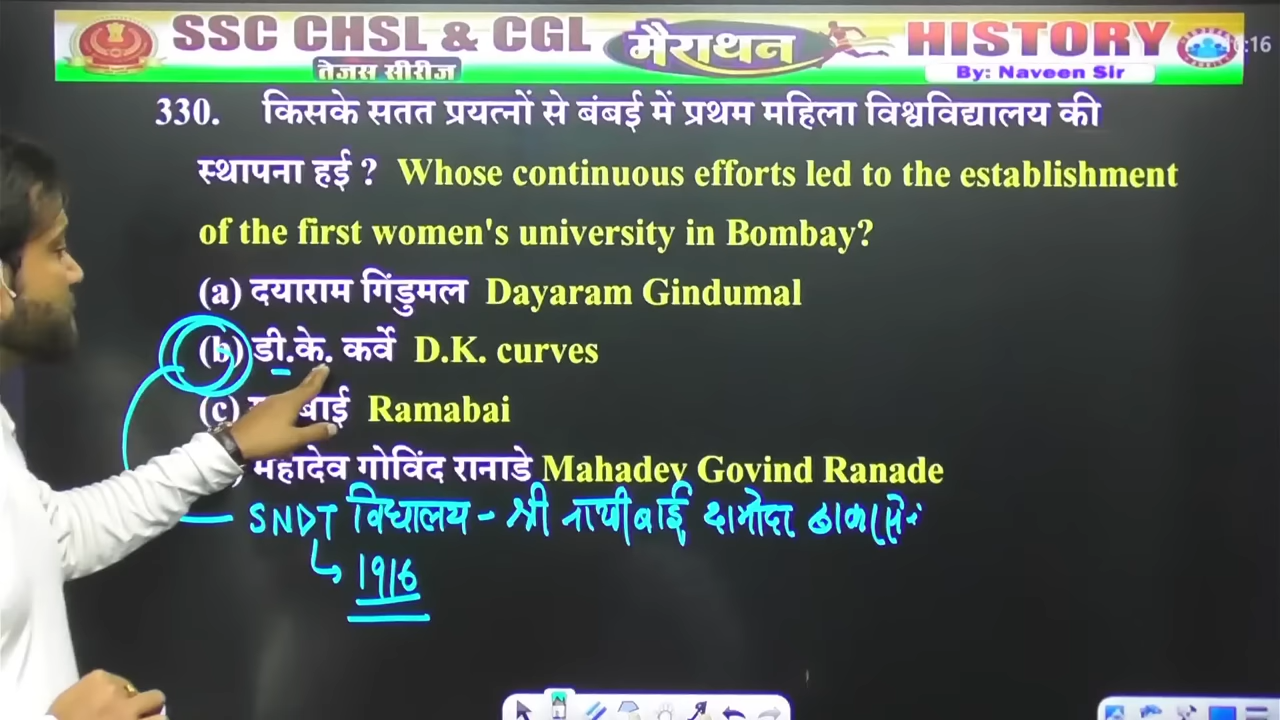 SSC CHSL & CGL मैराथन HISTORY
तेजस सीरीज By: Naveen Sir
330. किसके सतत प्रयत्नों से बंबई में प्रथम महिला विश्वविद्यालय की
स्थापना हई ? Whose continuous efforts led to the establishment
of the first women's university in Bombay?
(a) दयाराम गिंडुमल Dayaram Gindumal
(b) डी.के. कर्वे D.K. curves
(c) Ramabai
महादेव गोविंद रानाडे Mahadev Govind Ranade
SNDT विद्यालय - श्री नाथीबाई दामोदर
1916